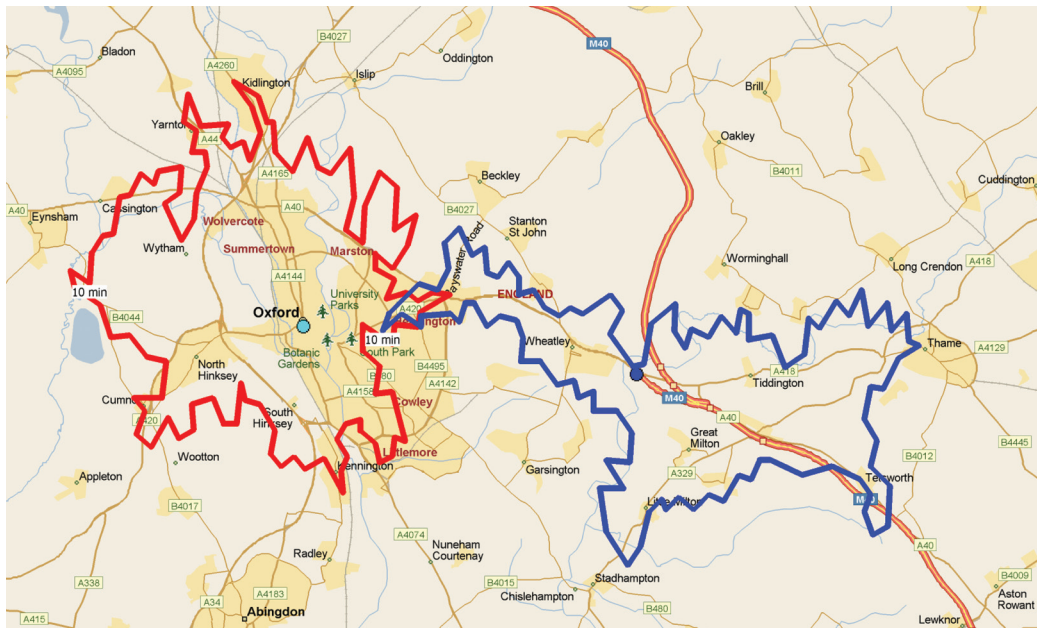 Bladon
B4027
Oddington
M40
A4095
A4260
Kidlington
Islip
Brill
Yarnton
A44
Oakley
A4165
B4011
Beckley
Cuddington
A40
Cassington
A40
B4027
Stanton
St John
Eynsham
Wolvercote
Wytham
Summertown
Marston
Bayswater Road
Worminghall
Long Crendon
A418
A4144
10 min
University
Parks
ENGLAND
B4044
Oxford
A420
10 min
Wheatley
Thame
A4129
Botanic
Gardens
South Park
North
Hinksey
B4495
A418
Tiddington
A4142
A4158
Cumnor
A420
South
Hinksey
Cowley
M40
A40
Great
Milton
B4445
Wootton
Littlemore
Kennington
Garsington
B4012
Appleton
A329
Tetsworth
B4017
Little Milton
M40
A4074
Radley
Nuneham
Courtenay
A40
A338
A4183
B4015
Stadhampton
B4009
A34
Chislehampton
Aston
Rowant
A415
Abingdon
B480
Lewknor